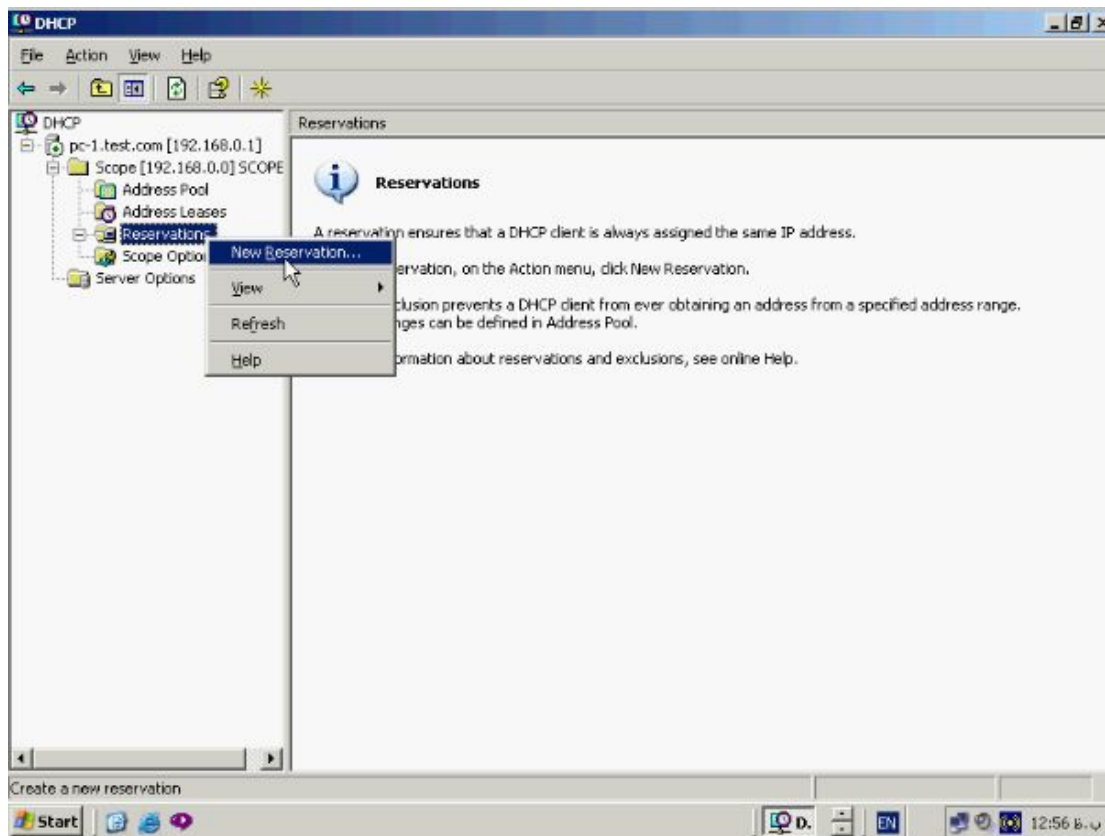 DHCP
File Action View Help
DHCP
pc-1.test.com [192.168.0.1]
Scope [192.168.0.0] SCOPE
Address Pool
Address Leases
Reservations
Scope Optio
Server Options
New Reservation...
View
Refresh
Help
Reservations
Reservations
A reservation ensures that a DHCP client is always assigned the same IP address.
ervation, on the Action menu, click New Reservation.
clusion prevents a DHCP client from ever obtaining an address from a specified address range.
nges can be defined in Address Pool.
ormation about reservations and exclusions, see online Help.
Create a new reservation
Start
D.
EN
12:56 ب.ظ